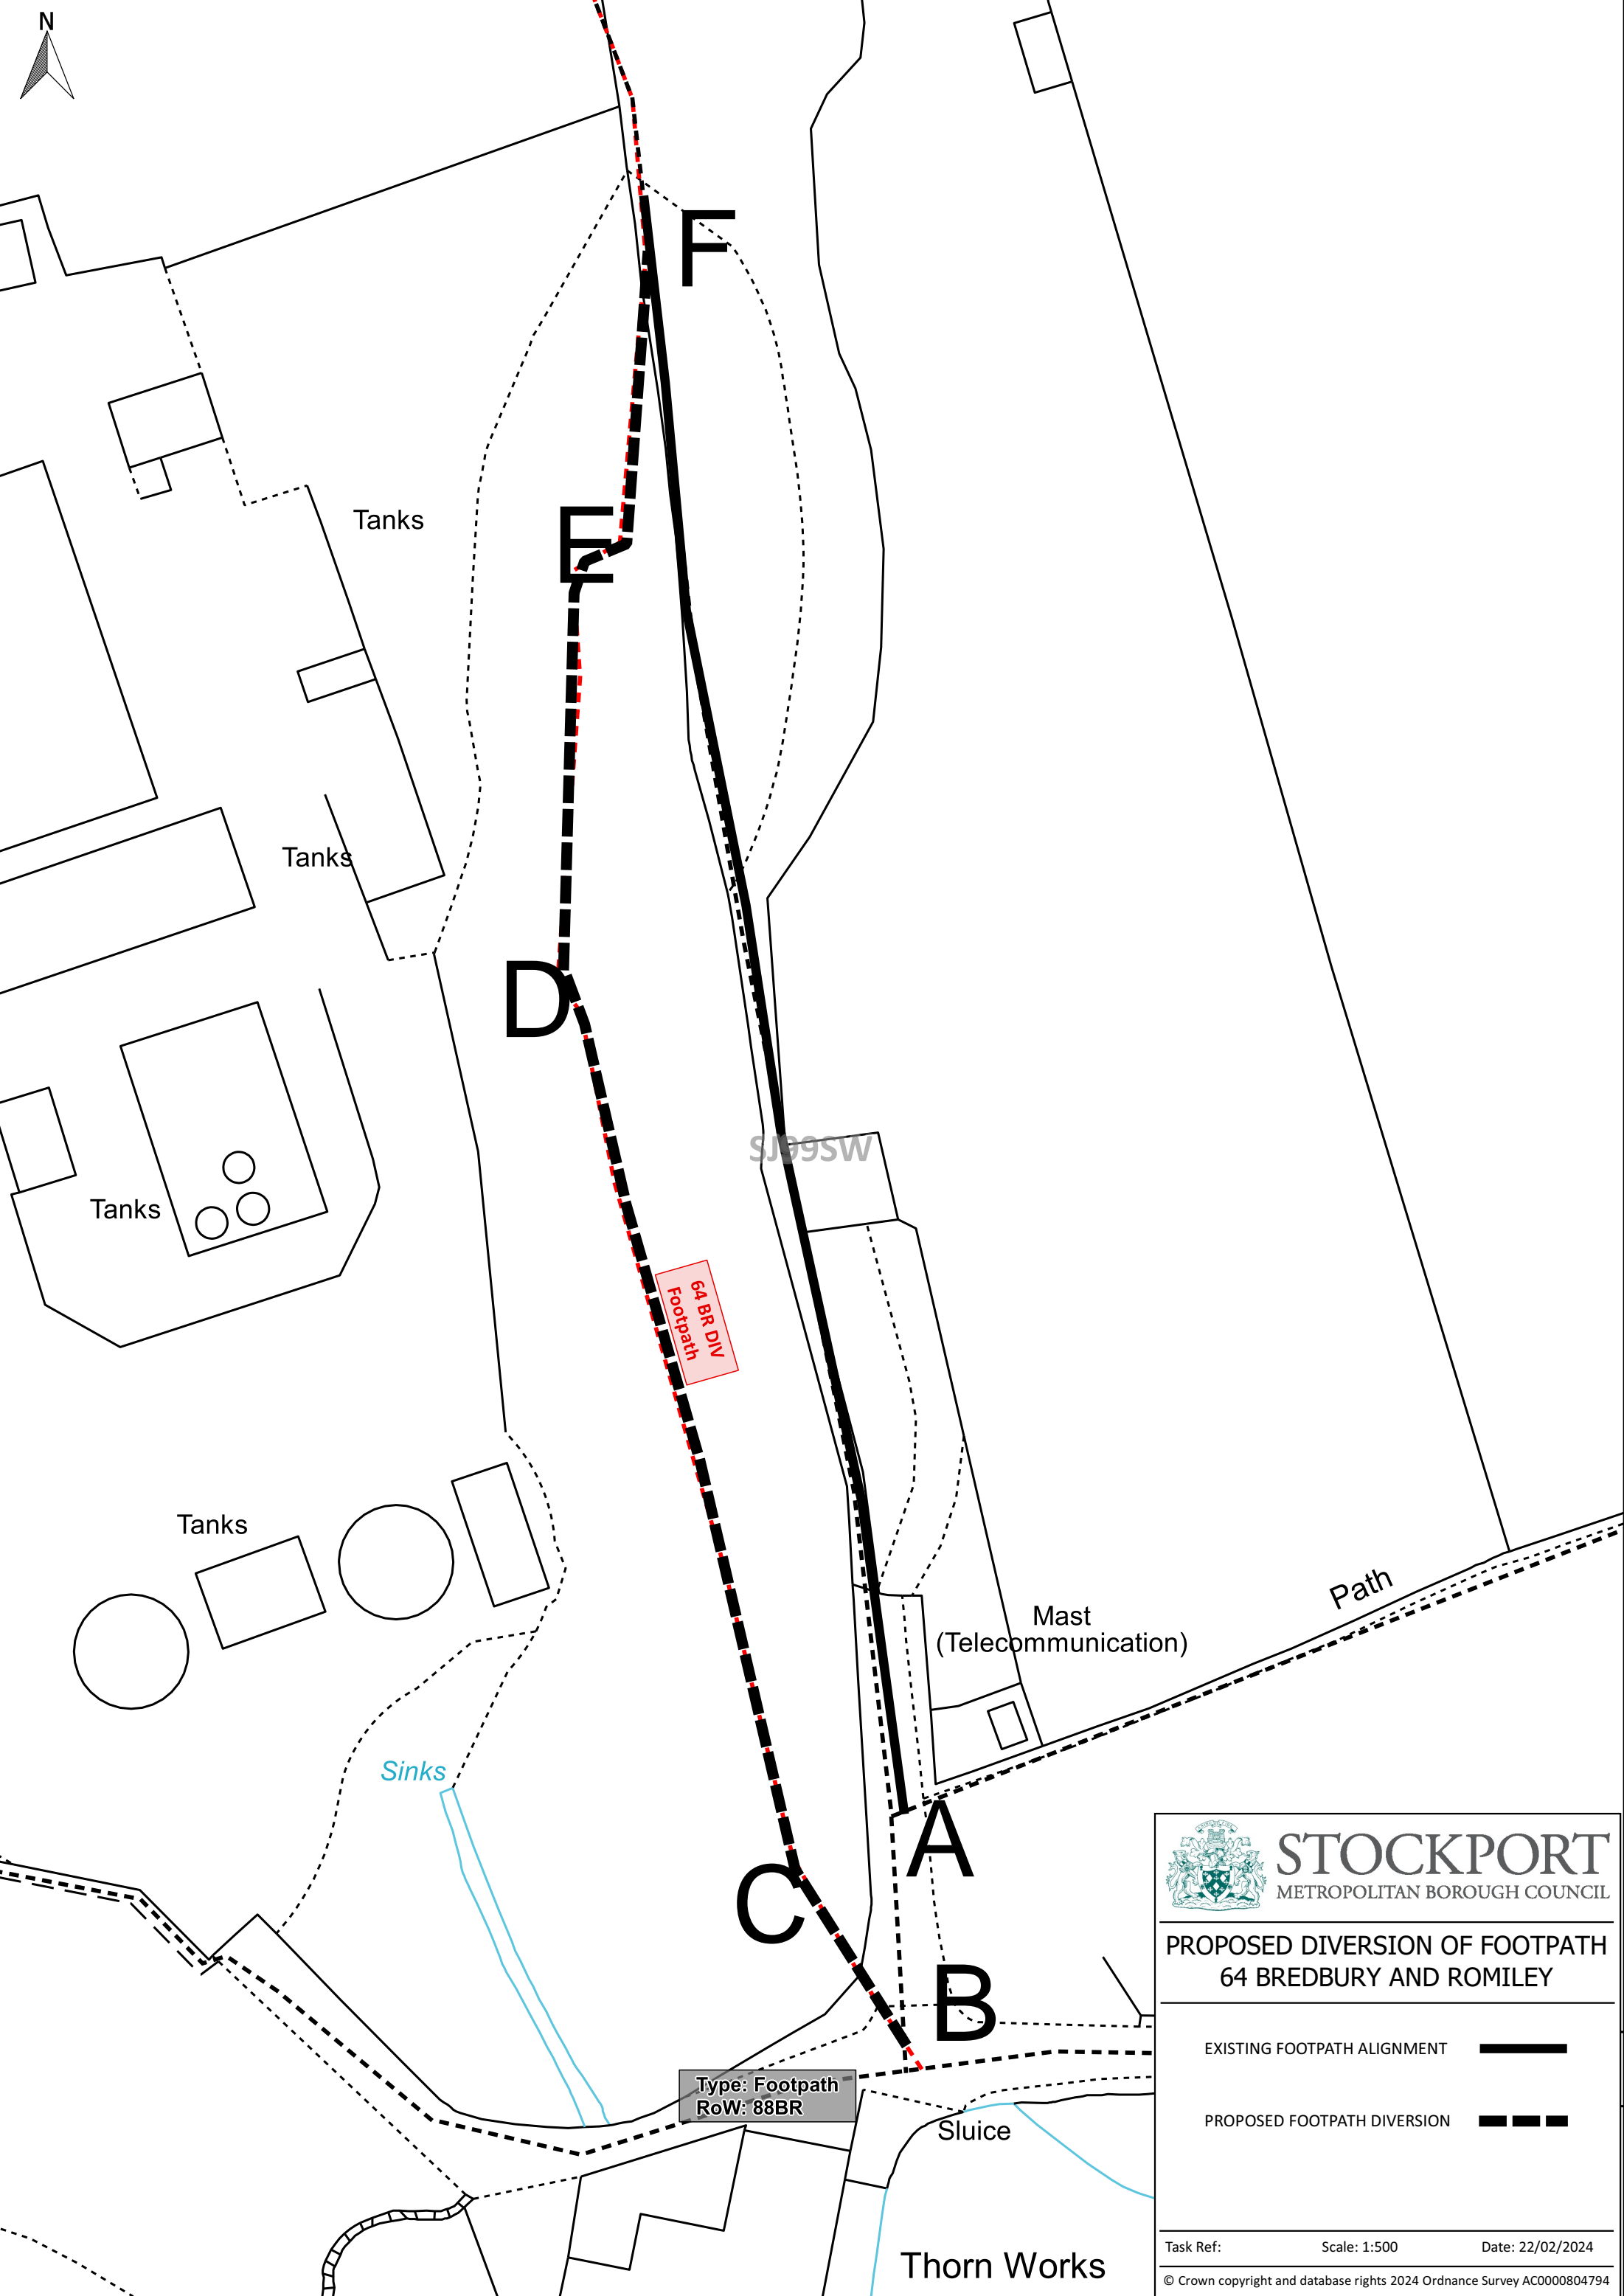 N
F
E
Tanks
Tanks
D
SJ99SW
Tanks
64 BR DIV
Footpath
Tanks
Path
Mast
(Telecommunication)
Sinks
A
C
B
Type: Footpath
RoW: 88BR
Sluice
Thorn Works
STOCKPORT
METROPOLITAN BOROUGH COUNCIL
PROPOSED DIVERSION OF FOOTPATH
64 BREDBURY AND ROMILEY
EXISTING FOOTPATH ALIGNMENT
PROPOSED FOOTPATH DIVERSION
Task Ref: Scale: 1:500 Date: 22/02/2024
© Crown copyright and database rights 2024 Ordnance Survey AC0000804794